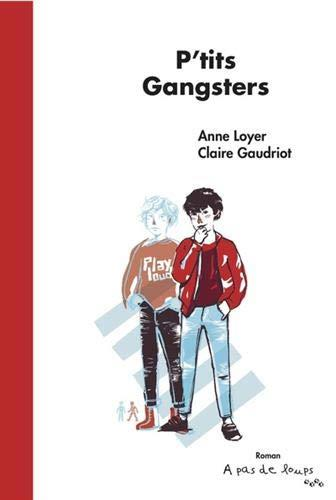 P'tits
Gangsters
Anne Loyer
Claire Gaudriot
Play
loud
Roman
A pas de loups